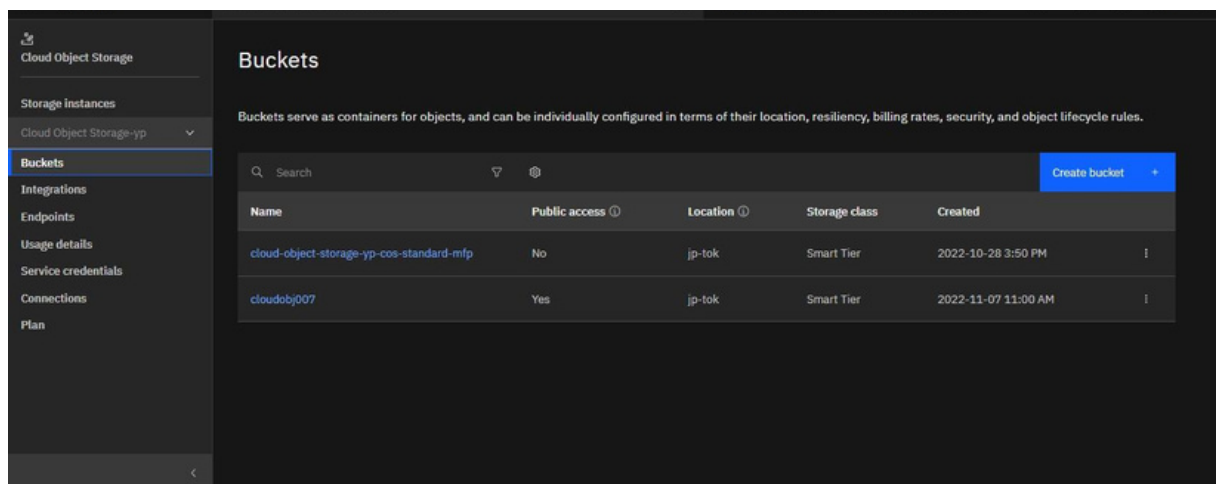 Cloud Object Storage
Storage instances
Cloud Object Storage-yp
Buckets
Integrations
Endpoints
Usage details
Service credentials
Connections
Plan
Buckets
Buckets serve as containers for objects, and can be individually configured in terms of their location, resiliency, billing rates, security, and object lifecycle rules.
Search
Create bucket +
Name Public access Location Storage class Created
cloud-object-storage-yp-cos-standard-mfp No jp-tok Smart Tier 2022-10-28 3:50 PM
cloudobj007 Yes jp-tok Smart Tier 2022-11-07 11:00 AM